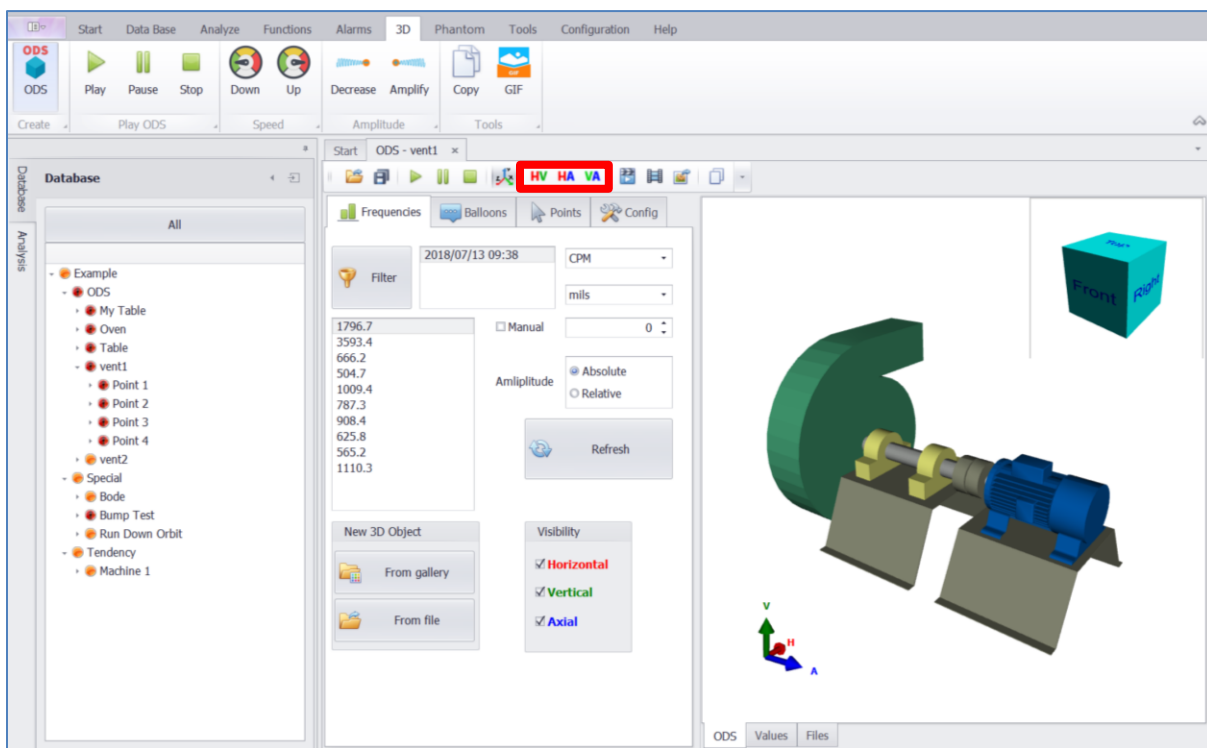 Start Data Base Analyze Functions Alarms 3D Phantom Tools Configuration Help
ODS
ODS Play Pause Stop Down Up Decrease Amplify Copy GIF
GIF
Create Play ODS Speed Amplitude Tools
Start ODS - vent1 ×
Database
Analysis
Database
All
Example
ODS
My Table
Oven
Table
vent1
Point 1
Point 2
Point 3
Point 4
vent2
Special
Bode
Bump Test
Run Down Orbit
Tendency
Machine 1
HV HA VA
Frequencies Balloons Points Config
Filter
2018/07/13 09:38
CPM
mils
Manual
0
1796.7
3593.4
666.2
504.7
1009.4
787.3
908.4
625.8
565.2
1110.3
Amliplitude
Absolute
Relative
Refresh
New 3D Object
From gallery
From file
Visibility
Horizontal
Vertical
Axial
Front
Right
V
H
A
ODS Values Files